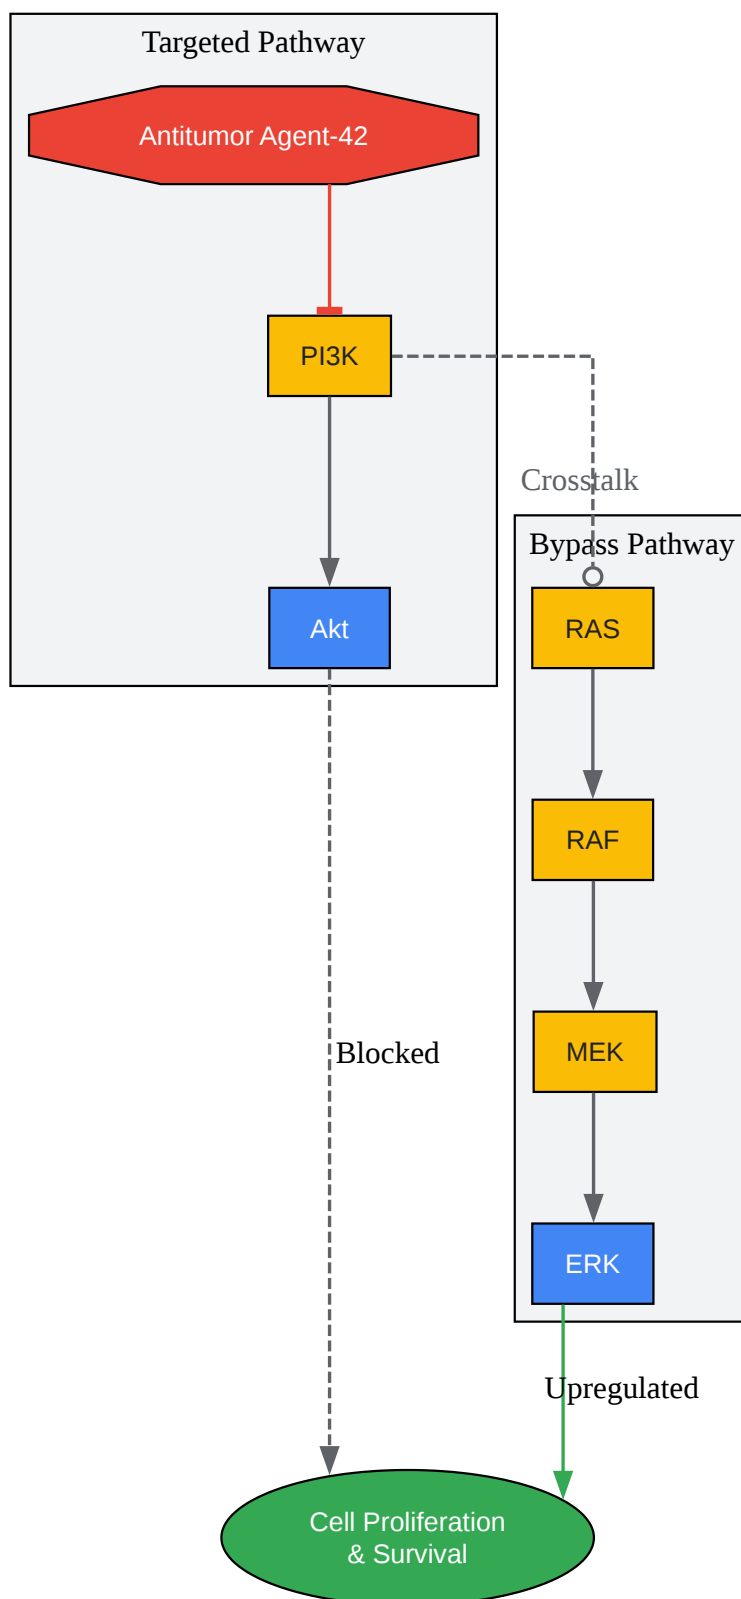 Targeted Pathway
Antitumor Agent-42
PI3K
Crosstalk
Bypass Pathway
Akt
RAS
RAF
Blocked
MEK
ERK
Upregulated
Cell Proliferation
& Survival